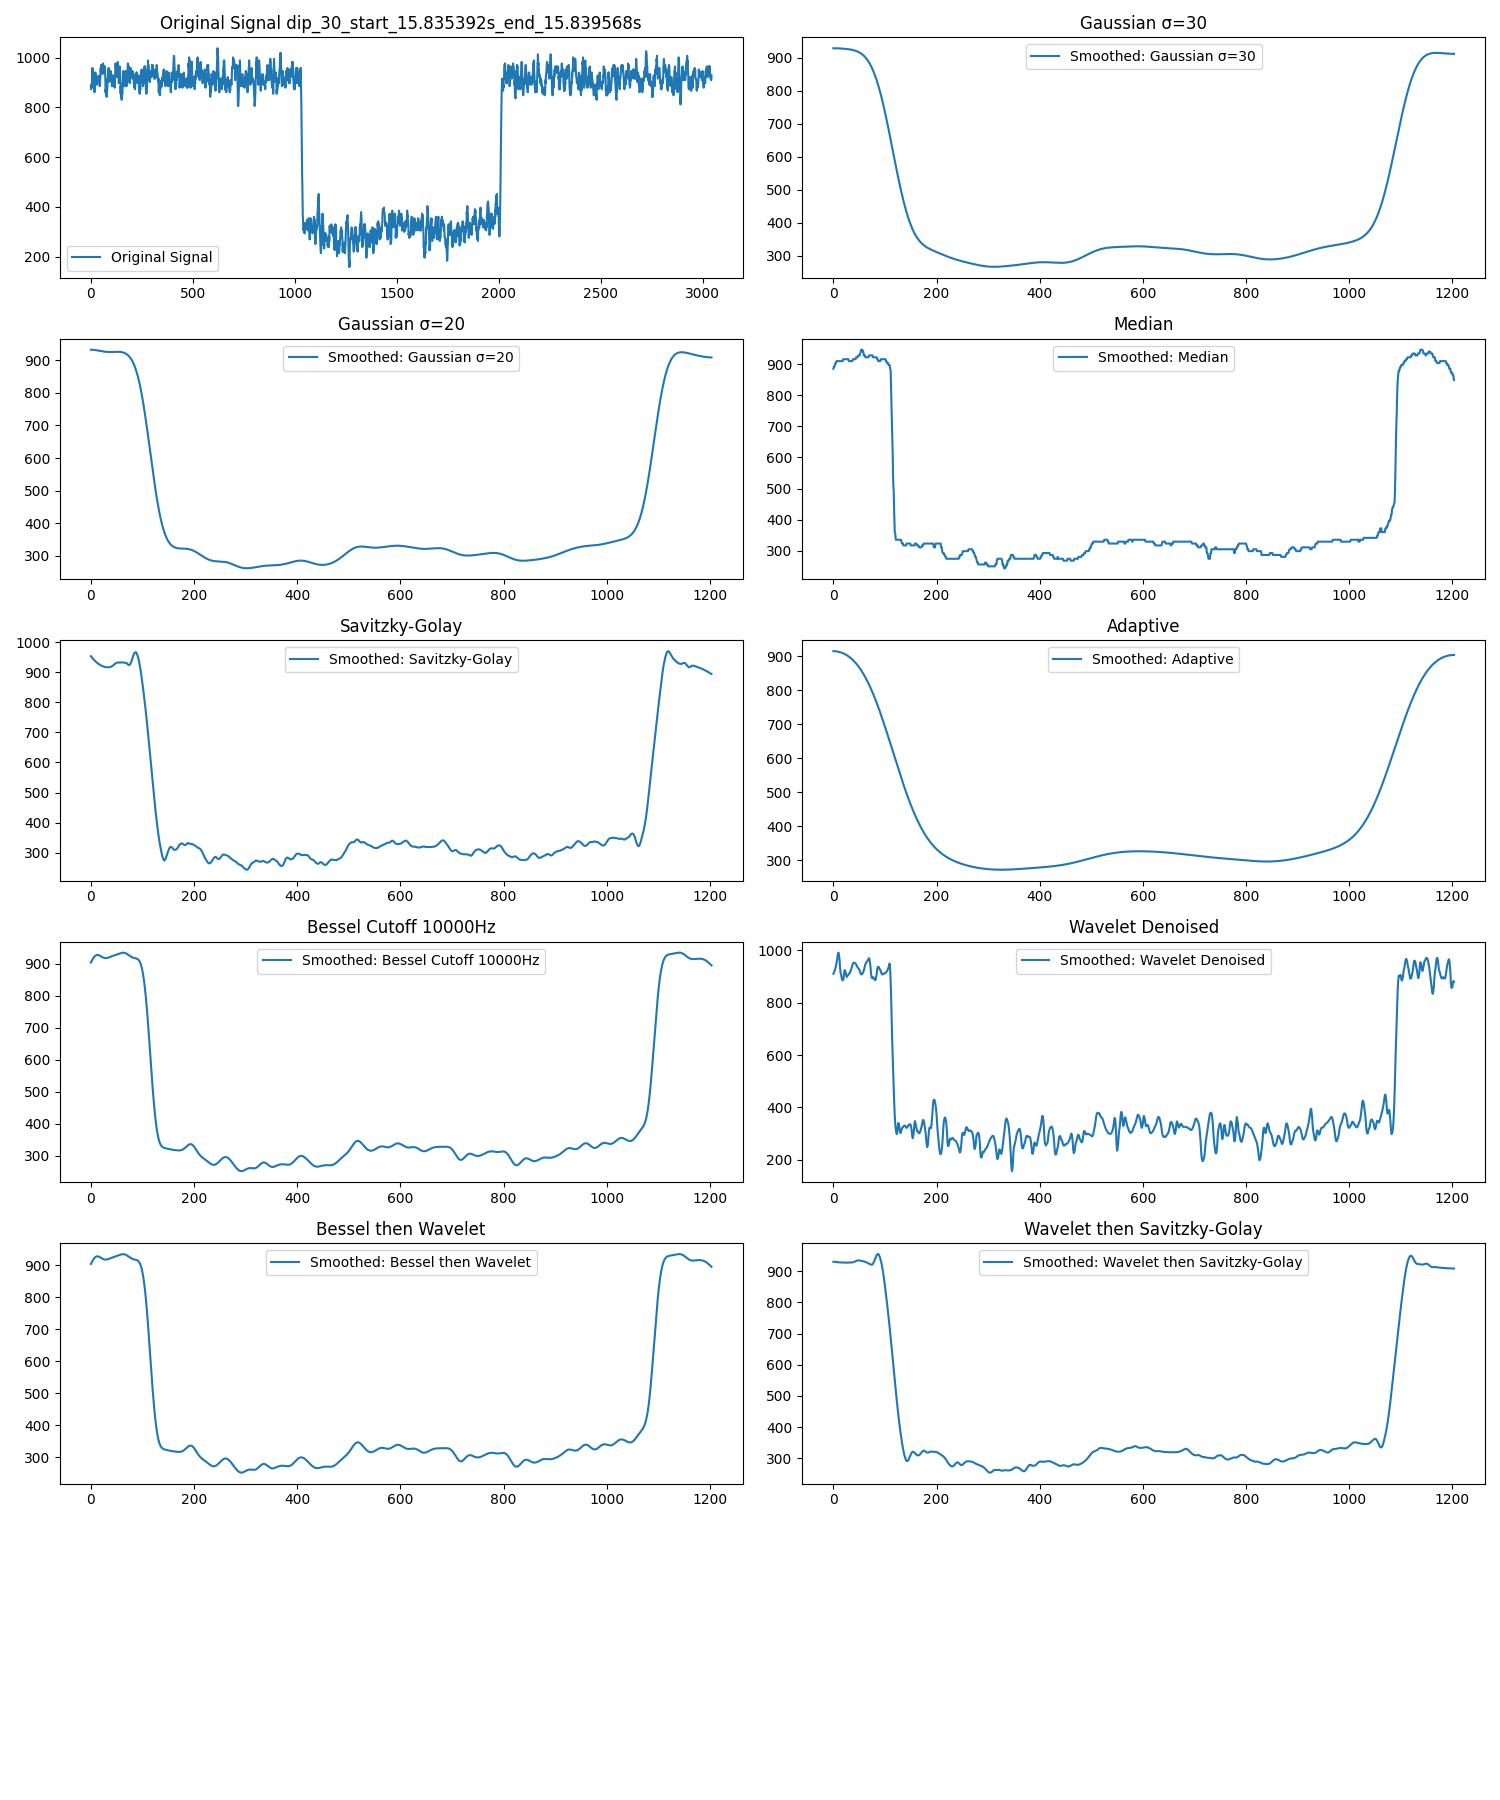 Original Signal dip_30_start_15.835392s_end_15.839568s
1000
800
600
400
200
Original Signal
0 500 1000 1500 2000 2500 3000
Gaussian σ=30
900
800
700
600
500
400
300
Smoothed: Gaussian σ=30
0 200 400 600 800 1000 1200
Gaussian σ=20
900
800
700
600
500
400
300
Smoothed: Gaussian σ=20
0 200 400 600 800 1000 1200
Median
900
800
700
600
500
400
300
Smoothed: Median
0 200 400 600 800 1000 1200
Savitzky-Golay
1000
900
800
700
600
500
400
300
Smoothed: Savitzky-Golay
0 200 400 600 800 1000 1200
Adaptive
900
800
700
600
500
400
300
Smoothed: Adaptive
0 200 400 600 800 1000 1200
Bessel Cutoff 10000Hz
900
800
700
600
500
400
300
Smoothed: Bessel Cutoff 10000Hz
0 200 400 600 800 1000 1200
Wavelet Denoised
1000
800
600
400
200
Smoothed: Wavelet Denoised
0 200 400 600 800 1000 1200
Bessel then Wavelet
900
800
700
600
500
400
300
Smoothed: Bessel then Wavelet
0 200 400 600 800 1000 1200
Wavelet then Savitzky-Golay
900
800
700
600
500
400
300
Smoothed: Wavelet then Savitzky-Golay
0 200 400 600 800 1000 1200